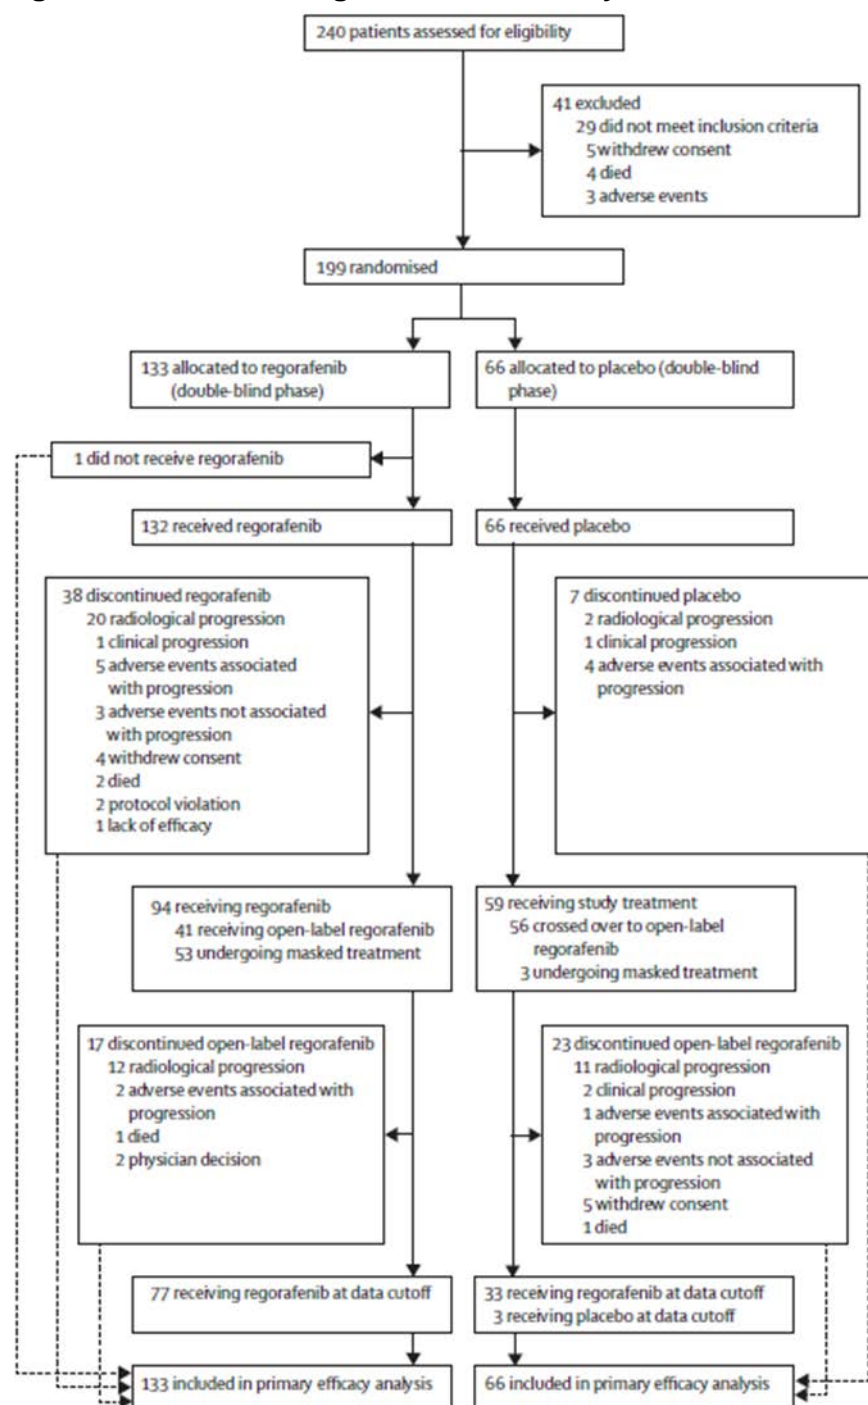 240 patients assessed for eligibility
41 excluded
29 did not meet inclusion criteria
5 withdrew consent
4 died
3 adverse events
199 randomised
133 allocated to regorafenib
(double-blind phase)
66 allocated to placebo (double-blind
phase)
1 did not receive regorafenib
132 received regorafenib
66 received placebo
38 discontinued regorafenib
20 radiological progression
1 clinical progression
5 adverse events associated
with progression
3 adverse events not associated
with progression
4 withdrew consent
2 died
2 protocol violation
1 lack of efficacy
7 discontinued placebo
2 radiological progression
1 clinical progression
4 adverse events associated with
progression
94 receiving regorafenib
41 receiving open-label regorafenib
53 undergoing masked treatment
59 receiving study treatment
56 crossed over to open-label
regorafenib
3 undergoing masked treatment
17 discontinued open-label regorafenib
12 radiological progression
2 adverse events associated with
progression
1 died
2 physician decision
23 discontinued open-label regorafenib
11 radiological progression
2 clinical progression
1 adverse events associated with
progression
3 adverse events not associated
with progression
5 withdrew consent
1 died
77 receiving regorafenib at data cutoff
33 receiving regorafenib at data cutoff
3 receiving placebo at data cutoff
133 included in primary efficacy analysis
66 included in primary efficacy analysis